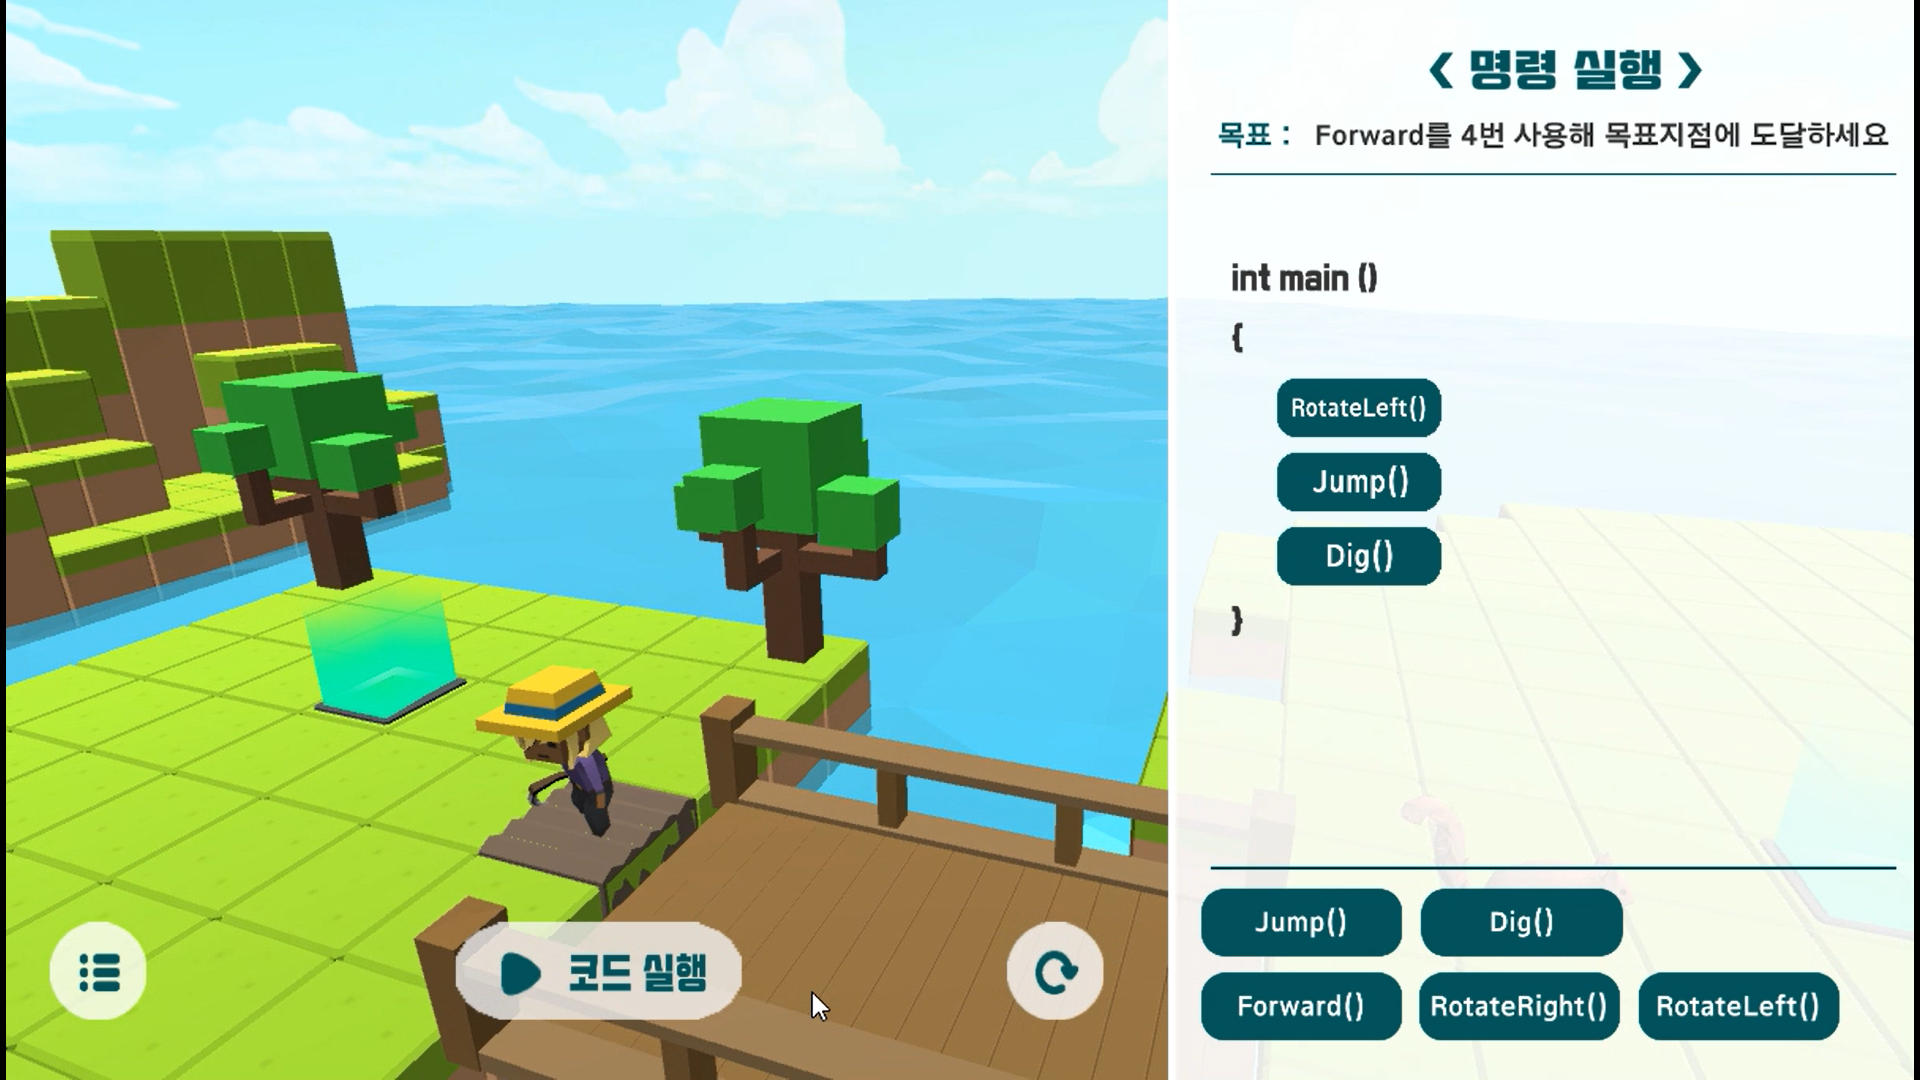 < 명령 실행 >
목표 : Forward를 4번 사용해 목표지점에 도달하세요
int main ()
{
RotateLeft()
Jump()
Dig()
}
코드 실행
Jump() Dig()
Forward() RotateRight() RotateLeft()